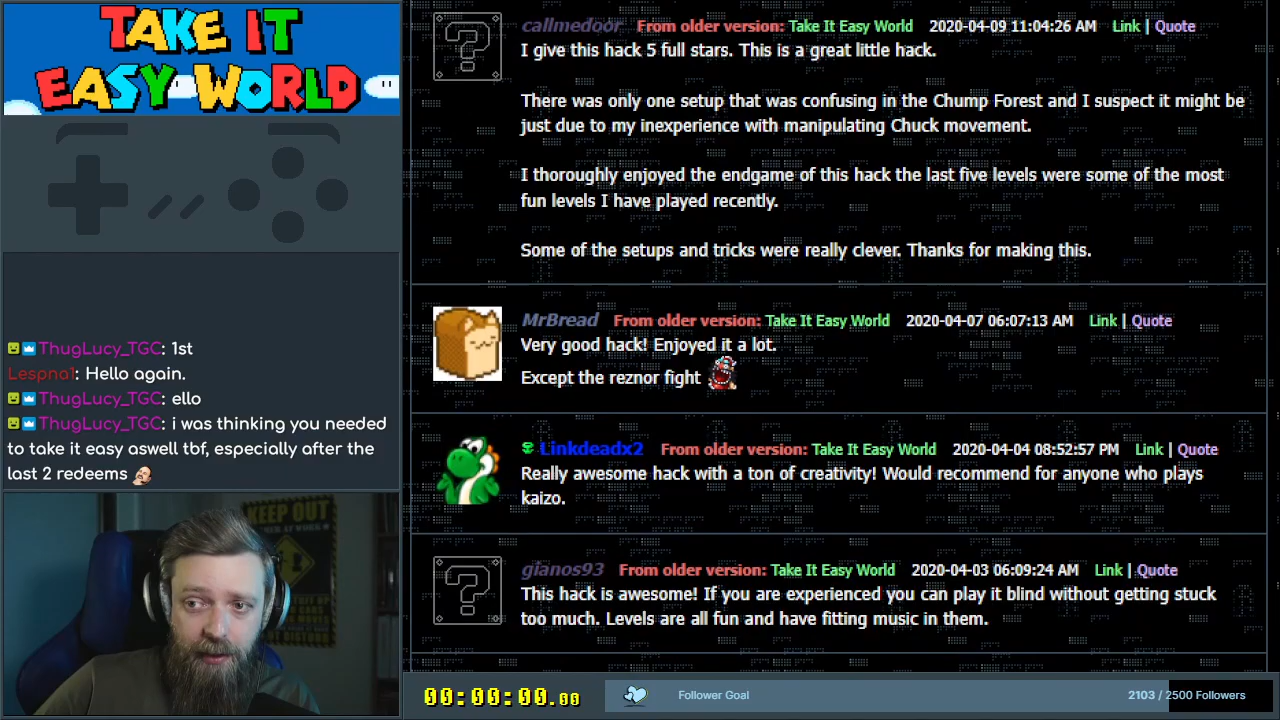 TAKE IT
EASY WORLD
ThugLucy_TGC: 1st
Lespna1: Hello again.
ThugLucy_TGC: ello
ThugLucy_TGC: i was thinking you needed
to take it easy aswell tbf, especially after the
last 2 redeems
KEEP OUT
callmedoor From older version: Take It Easy World 2020-04-09 11:04:26 AM Link | Quote
I give this hack 5 full stars. This is a great little hack.
There was only one setup that was confusing in the Chump Forest and I suspect it might be
just due to my inexperience with manipulating Chuck movement.
I thoroughly enjoyed the endgame of this hack the last five levels were some of the most
fun levels I have played recently.
Some of the setups and tricks were really clever. Thanks for making this.
MrBread From older version: Take It Easy World 2020-04-07 06:07:13 AM Link | Quote
Very good hack! Enjoyed it a lot.
Except the reznor fight
Linkdeadx2 From older version: Take It Easy World 2020-04-04 08:52:57 PM Link | Quote
Really awesome hack with a ton of creativity! Would recommend for anyone who plays
kaizo.
gianos93 From older version: Take It Easy World 2020-04-03 06:09:24 AM Link | Quote
This hack is awesome! If you are experienced you can play it blind without getting stuck
too much. Levels are all fun and have fitting music in them.
00:00:00.00
Follower Goal
2103 / 2500 Followers